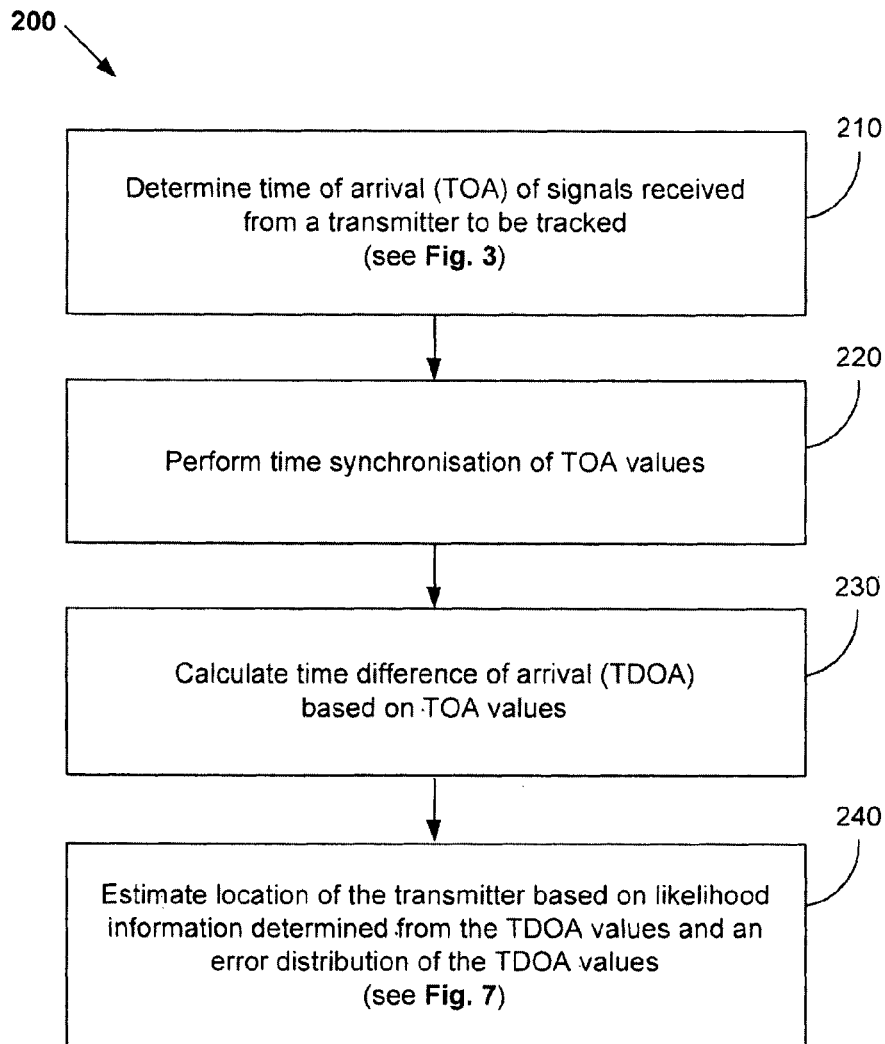 200
210
Determine time of arrival (TOA) of signals received
from a transmitter to be tracked
(see Fig. 3)
220
Perform time synchronisation of TOA values
230
Calculate time difference of arrival (TDOA)
based on TOA values
240
Estimate location of the transmitter based on likelihood
information determined from the TDOA values and an
error distribution of the TDOA values
(see Fig. 7)